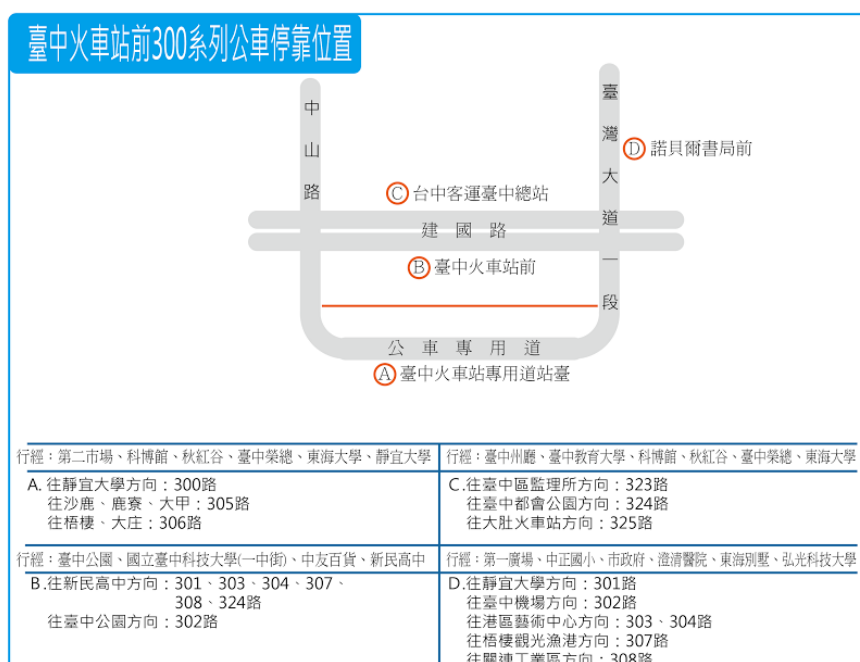 臺中火車站前300系列公車停靠位置
中山路
臺灣大道一段
D 諾貝爾書局前
C 台中客運臺中總站
建國路
B 臺中火車站前
公車專用道
A 臺中火車站專用道站臺
行經：第二市場、科博館、秋紅谷、臺中榮總、東海大學、靜宜大學
A. 往靜宜大學方向：300路
往沙鹿、鹿寮、大甲：305路
往梧棲、大庄：306路
行經：臺中州廳、臺中教育大學、科博館、秋紅谷、臺中榮總、東海大學
C.往臺中區監理所方向：323路
往臺中都會公園方向：324路
往大肚火車站方向：325路
行經：臺中公園、國立臺中科技大學(一中街)、中友百貨、新民高中
B.往新民高中方向：301、303、304、307、
308、324路
往臺中公園方向：302路
行經：第一廣場、中正國小、市政府、澄清醫院、東海別墅、弘光科技大學
D.往靜宜大學方向：301路
往臺中機場方向：302路
往港區藝術中心方向：303、304路
往梧棲觀光漁港方向：307路
往關連工業區方向：308路